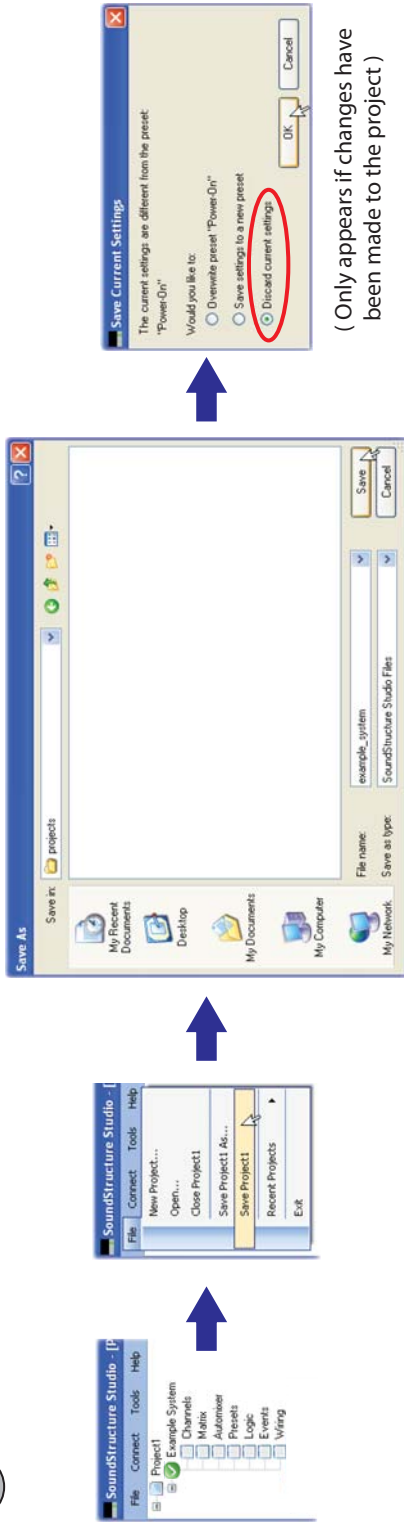 SoundStructure Studio - [P
File Connect Tools Help
Project1
Example System
Channels
Matrix
Automixer
Presets
Logic
Events
Wiring
SoundStructure Studio - [
File Connect Tools Help
New Project...
Open...
Close Project1
Save Project1 As...
Save Project1
Recent Projects
Exit
Save As
Save in: projects
My Recent
Documents
Desktop
My Documents
My Computer
My Network
File name: example_system
Save as type: SoundStructure Studio Files
Save
Cancel
Save Current Settings
The current settings are different from the preset:
"Power-On"
Would you like to:
Overwrite preset "Power-On"
Save settings to a new preset
Discard current settings
OK
Cancel
( Only appears if changes have
been made to the project )